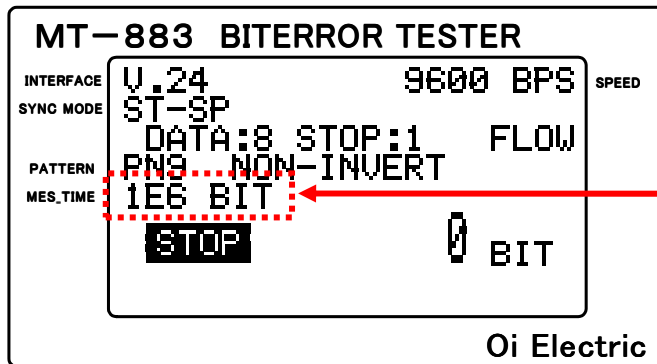 MT-883 BITERROR TESTER
INTERFACE V.24 9600 BPS SPEED
SYNC MODE ST-SP
DATA:8 STOP:1 FLOW
PATTERN PN9 NON-INVERT
MES_TIME 1E6 BIT
STOP 0 BIT
Oi Electric